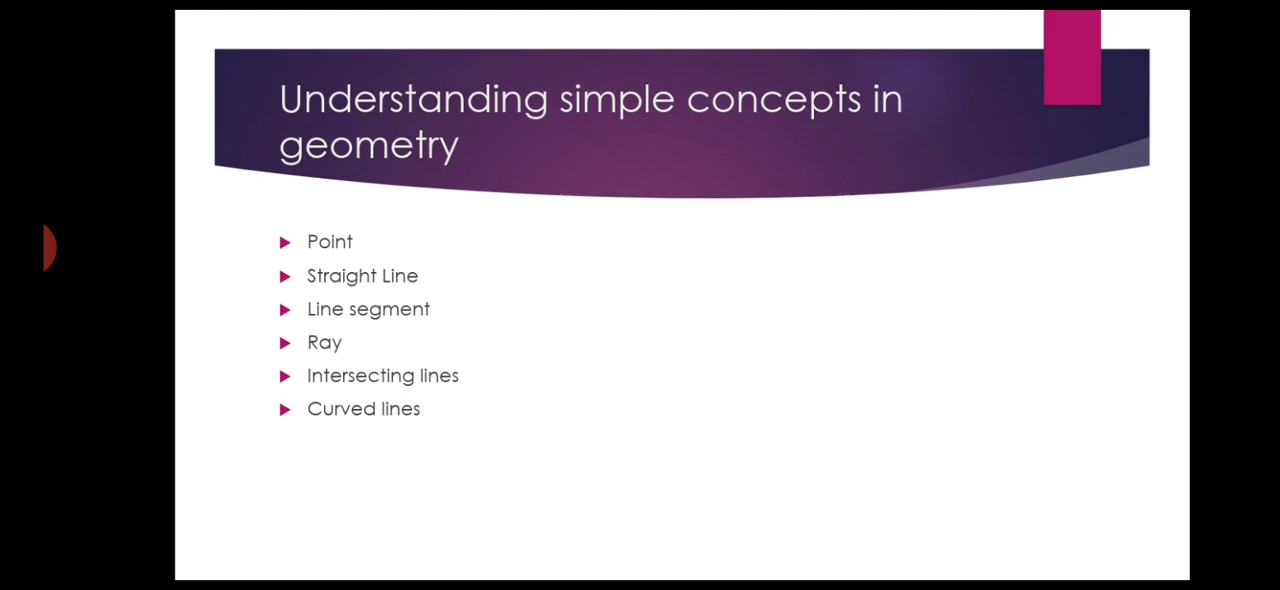 Understanding simple concepts in
geometry
Point
Straight Line
Line segment
Ray
Intersecting lines
Curved lines